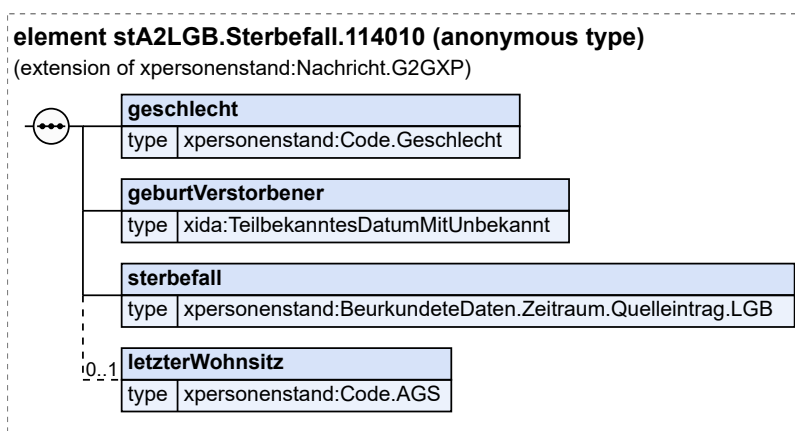 element stA2LGB.Sterbefall.114010 (anonymous type)
(extension of xpersonenstand:Nachricht.G2GXP)
geschlecht
type xpersonenstand:Code.Geschlecht
geburtVerstorbener
type xida:TeilbekanntesDatumMitUnbekannt
sterbefall
type xpersonenstand:BeurkundeteDaten.Zeitraum.Quelleintrag.LGB
0..1 letzterWohnsitz
type xpersonenstand:Code.AGS